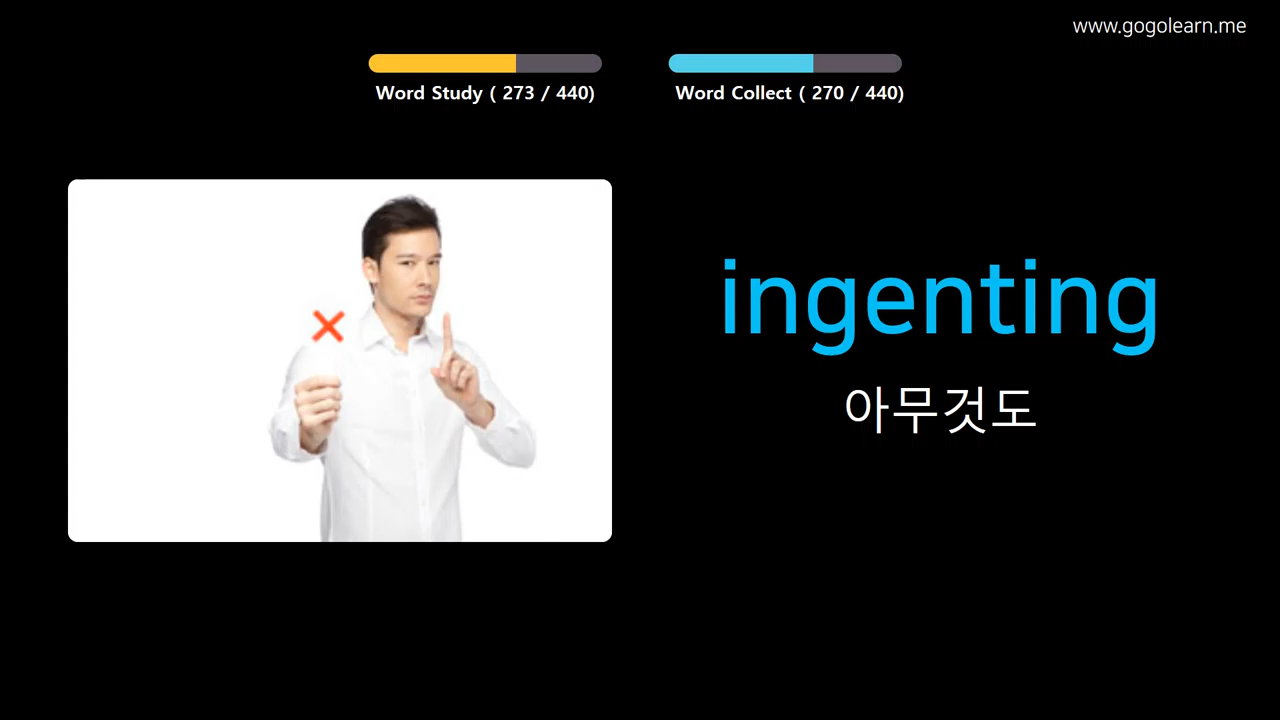 www.gogolearn.me
Word Study ( 273 / 440)
Word Collect ( 270 / 440)
ingenting
아무것도